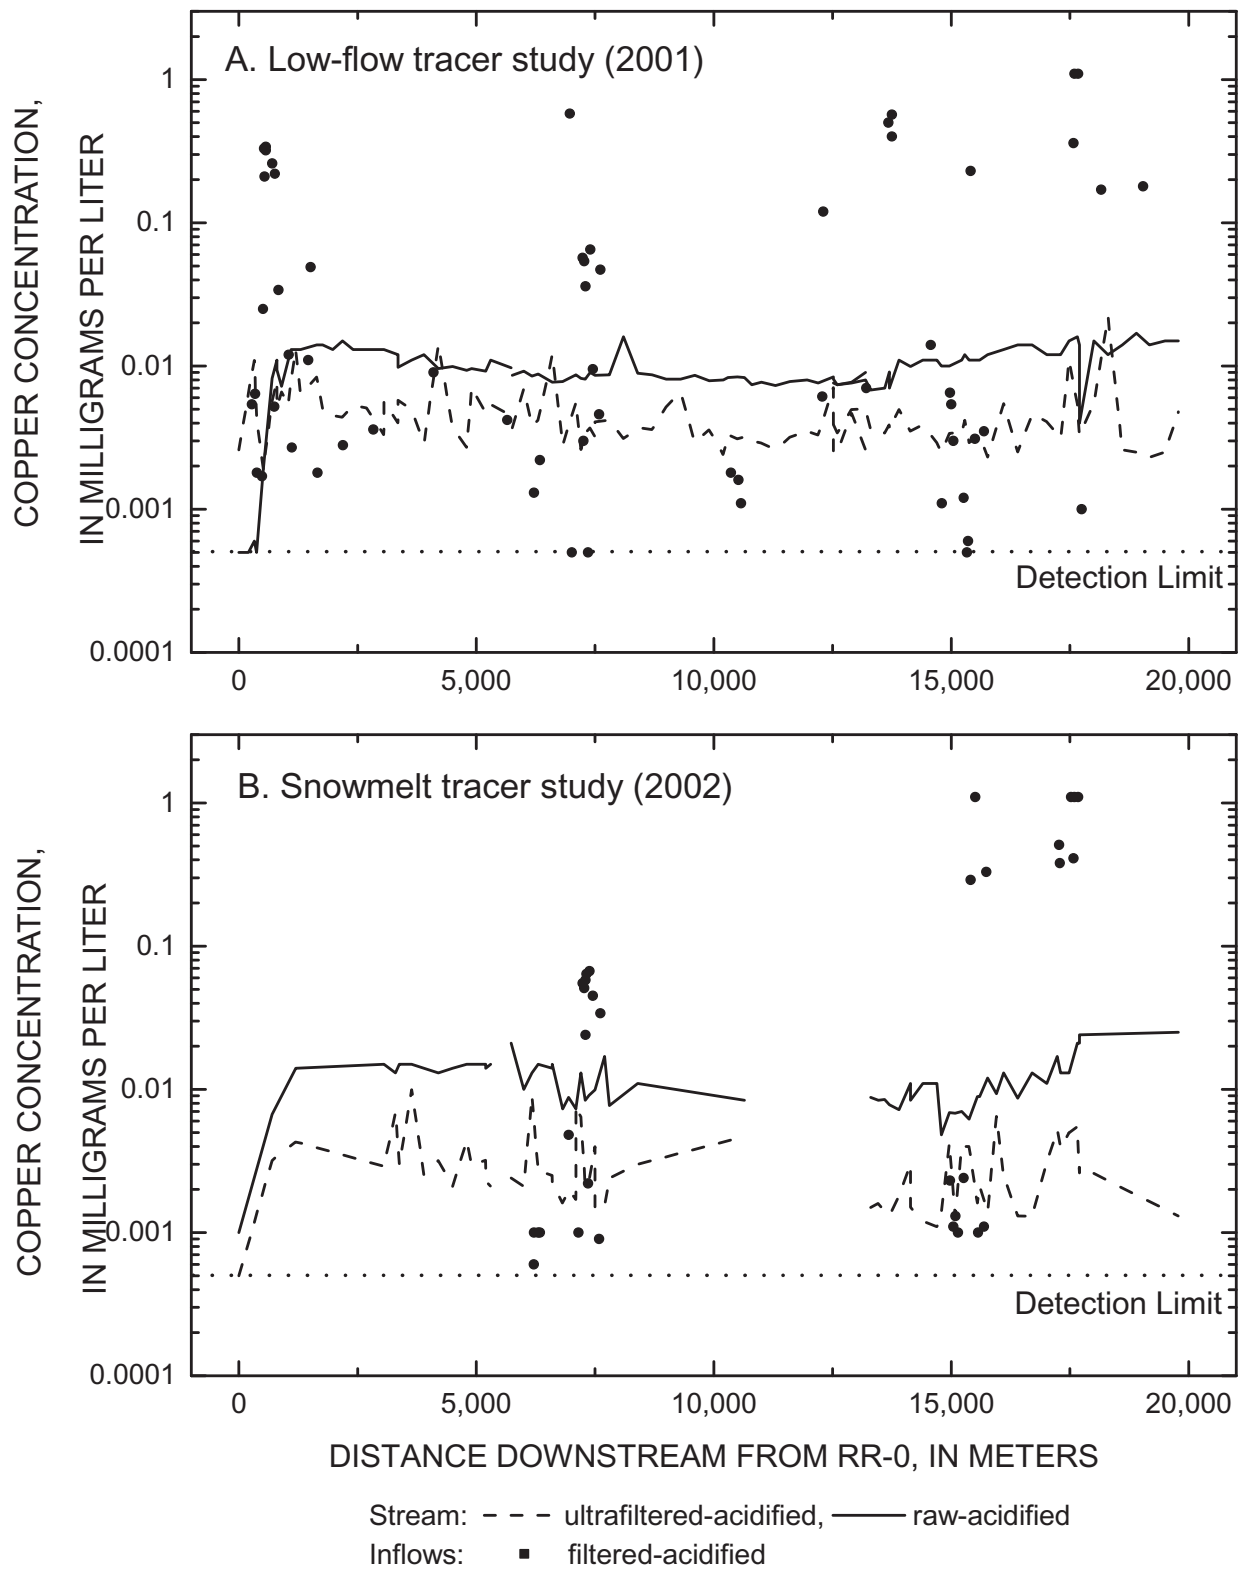 A. Low-flow tracer study (2001)
COPPER CONCENTRATION,
IN MILLIGRAMS PER LITER
1
0.1
0.01
0.001
0.0001
Detection Limit
0 5,000 10,000 15,000 20,000
B. Snowmelt tracer study (2002)
COPPER CONCENTRATION,
IN MILLIGRAMS PER LITER
1
0.1
0.01
0.001
0.0001
Detection Limit
0 5,000 10,000 15,000 20,000
DISTANCE DOWNSTREAM FROM RR-0, IN METERS
Stream: ultrafiltered-acidified, raw-acidified
Inflows: filtered-acidified